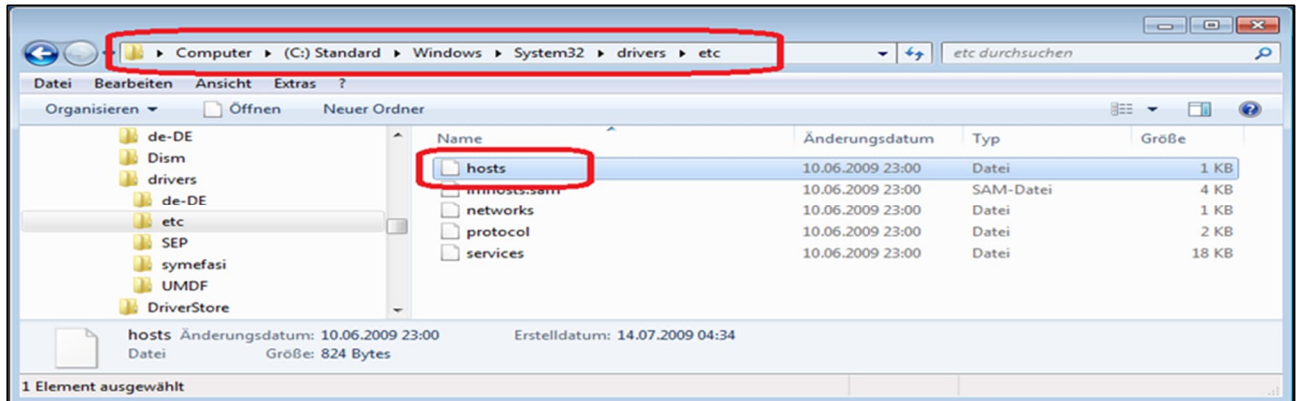 Computer ▸ (C:) Standard ▸ Windows ▸ System32 ▸ drivers ▸ etc
etc durchsuchen
Datei Bearbeiten Ansicht Extras ?
Organisieren Öffnen Neuer Ordner
de-DE
Dism
drivers
de-DE
etc
SEP
symefasi
UMDF
DriverStore
Name Änderungsdatum Typ Größe
hosts 10.06.2009 23:00 Datei 1 KB
lmhosts.sam 10.06.2009 23:00 SAM-Datei 4 KB
networks 10.06.2009 23:00 Datei 1 KB
protocol 10.06.2009 23:00 Datei 2 KB
services 10.06.2009 23:00 Datei 18 KB
hosts Änderungsdatum: 10.06.2009 23:00 Erstelldatum: 14.07.2009 04:34
Datei Größe: 824 Bytes
1 Element ausgewählt